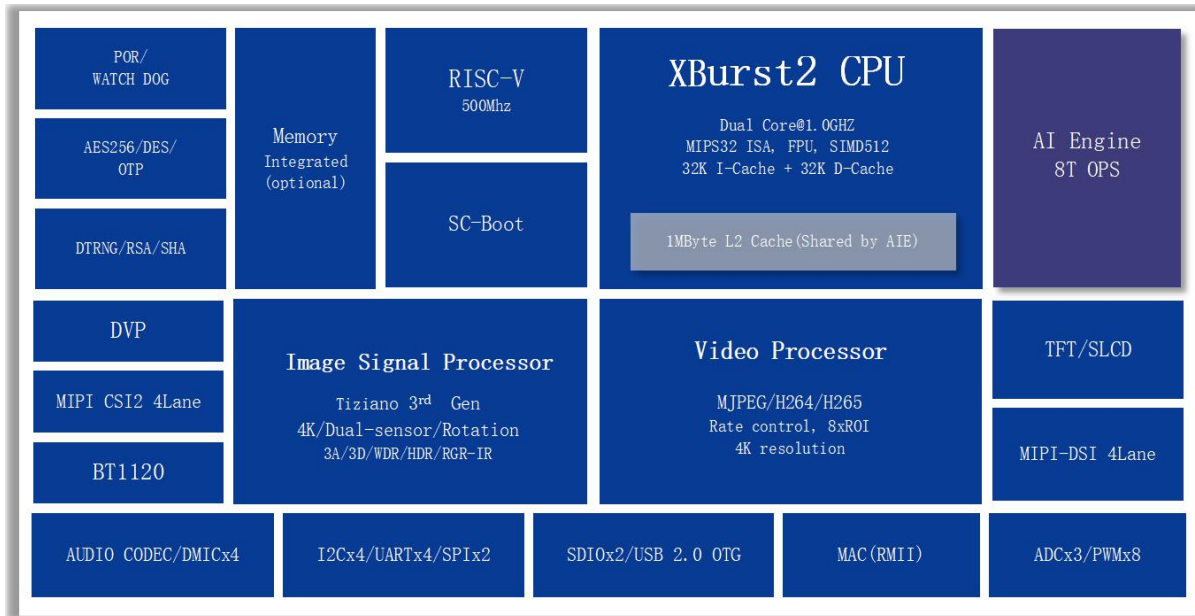 POR/
WATCH DOG
AES256/DES/
OTP
DTRNG/RSA/SHA
Memory
Integrated
(optional)
RISC-V
500Mhz
SC-Boot
XBurst2 CPU
Dual Core@1.0GHZ
MIPS32 ISA, FPU, SIMD512
32K I-Cache + 32K D-Cache
1MByte L2 Cache(Shared by AIE)
AI Engine
8T OPS
DVP
MIPI CSI2 4Lane
BT1120
Image Signal Processor
Tiziano 3rd Gen
4K/Dual-sensor/Rotation
3A/3D/WDR/HDR/RGR-IR
Video Processor
MJPEG/H264/H265
Rate control, 8xROI
4K resolution
TFT/SLCD
MIPI-DSI 4Lane
AUDIO CODEC/DMICx4
I2Cx4/UARTx4/SPIx2
SDIOx2/USB 2.0 OTG
MAC(RMII)
ADCx3/PWMx8